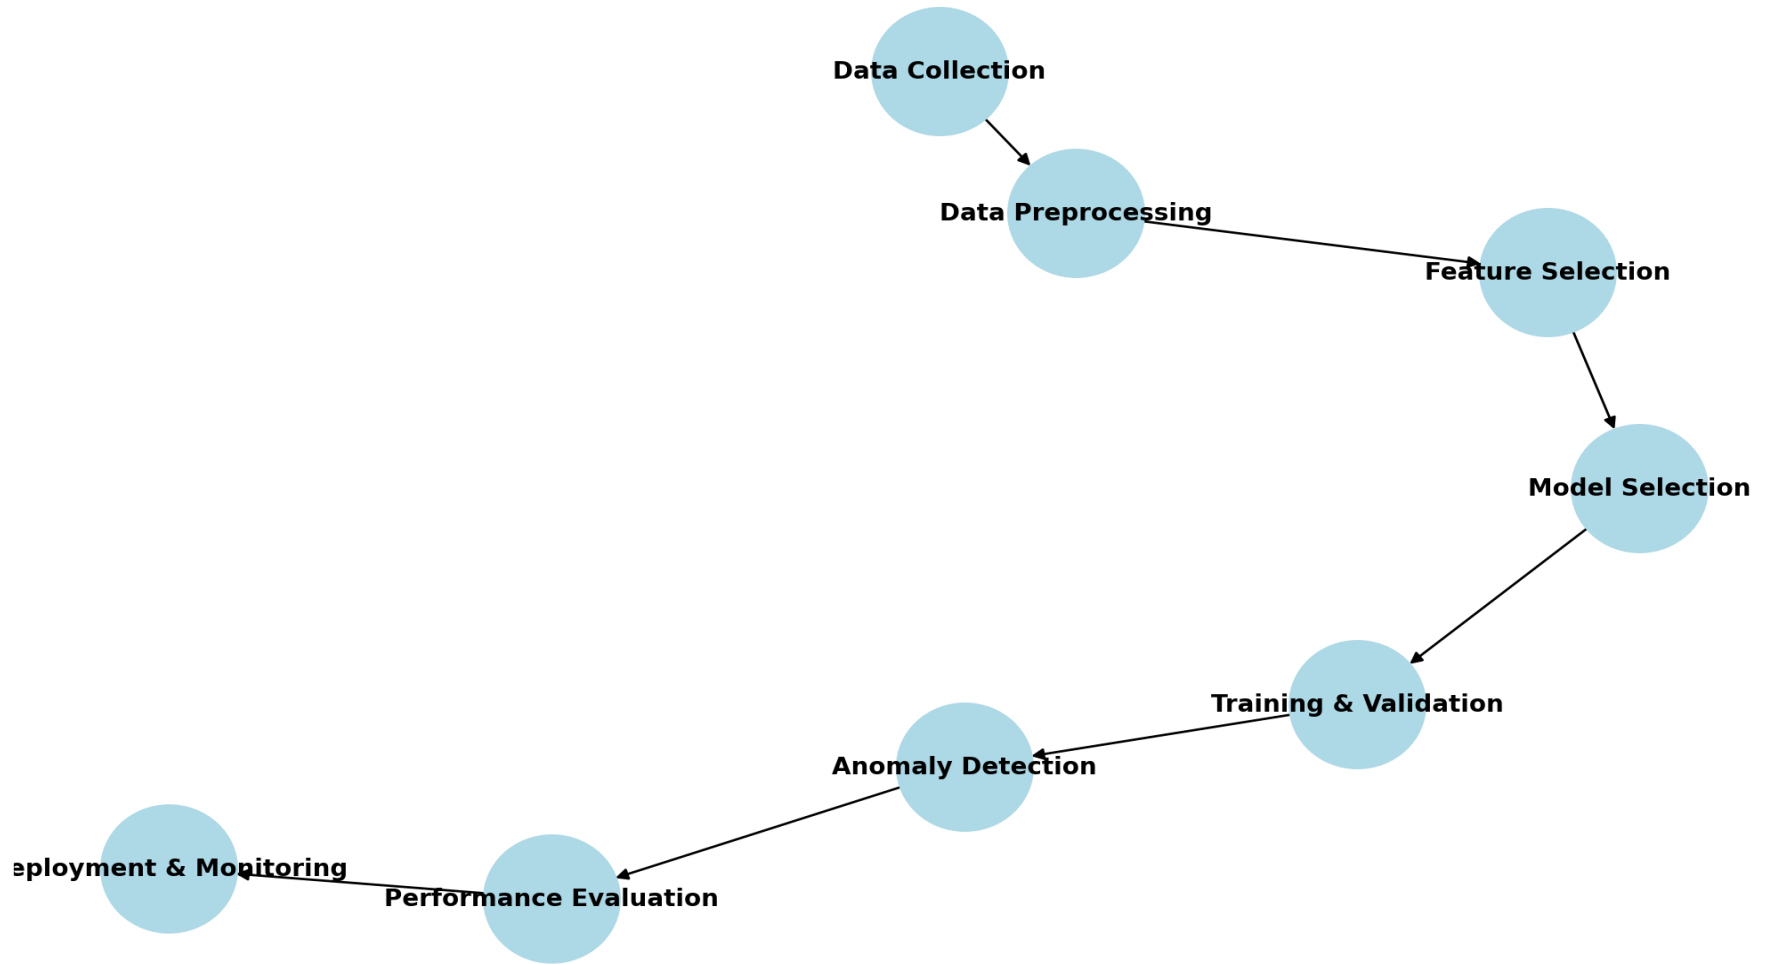 Data Collection
Data Preprocessing
Feature Selection
Model Selection
Training & Validation
Anomaly Detection
eployment & Monitoring
Performance Evaluation